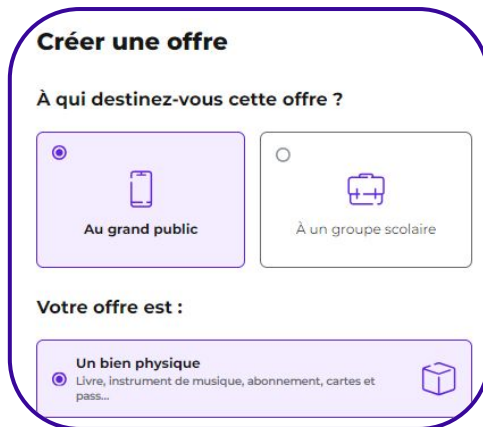 Créer une offre
À qui destinez-vous cette offre ?
Au grand public
À un groupe scolaire
Votre offre est :
Un bien physique
Livre, instrument de musique, abonnement, cartes et
pass...